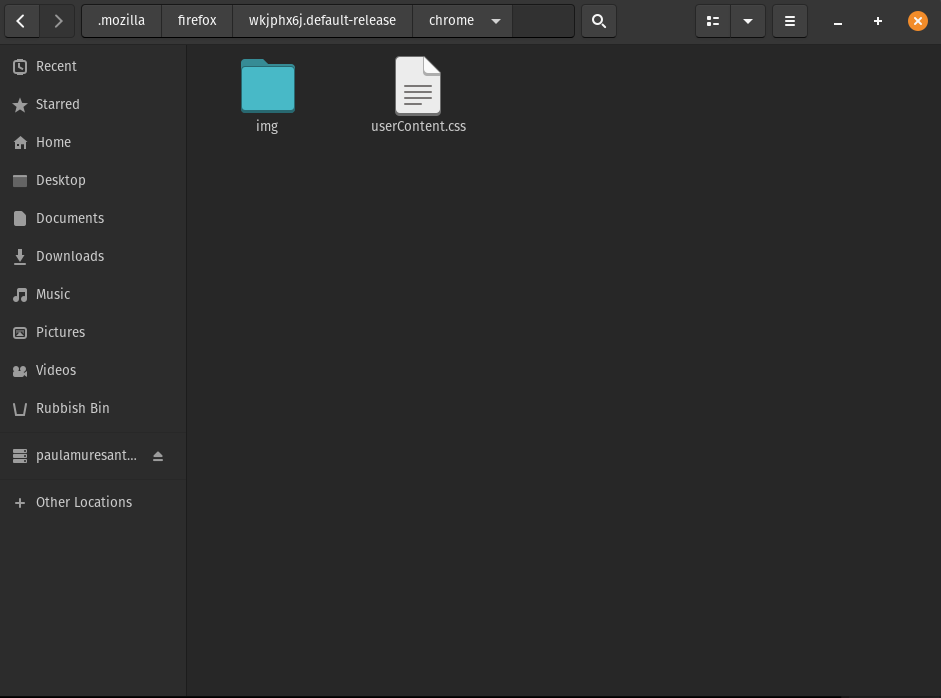 .mozilla firefox wkjphx6j.default-release chrome
Recent
Starred
Home
Desktop
Documents
Downloads
Music
Pictures
Videos
Rubbish Bin
paulamuresant...
Other Locations
img
userContent.css